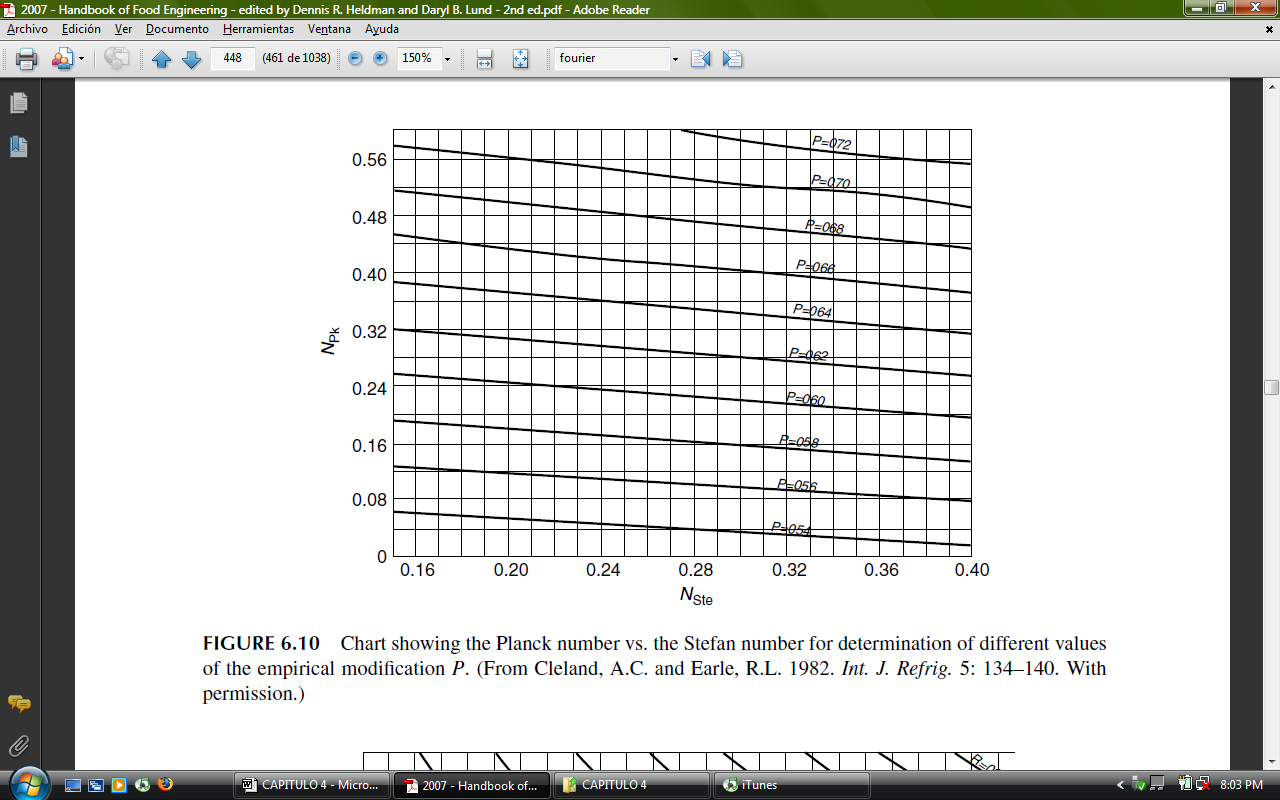 2007 - Handbook of Food Engineering - edited by Dennis R. Heldman and Daryl B. Lund - 2nd ed.pdf - Adobe Reader
Archivo Edición Ver Documento Herramientas Ventana Ayuda
448 (461 de 1038) 150% fourier
P=072
0.56
P=070
0.48
P=068
0.40
P=066
P=064
0.32
NPk
P=062
0.24
P=060
0.16
P=058
0.08
P=056
P=054
0
0.16 0.20 0.24 0.28 0.32 0.36 0.40
NSte
FIGURE 6.10 Chart showing the Planck number vs. the Stefan number for determination of different values
of the empirical modification P. (From Cleland, A.C. and Earle, R.L. 1982. Int. J. Refrig. 5: 134–140. With
permission.)
CAPITULO 4 - Micro... 2007 - Handbook of... CAPITULO 4 iTunes 8:03 PM